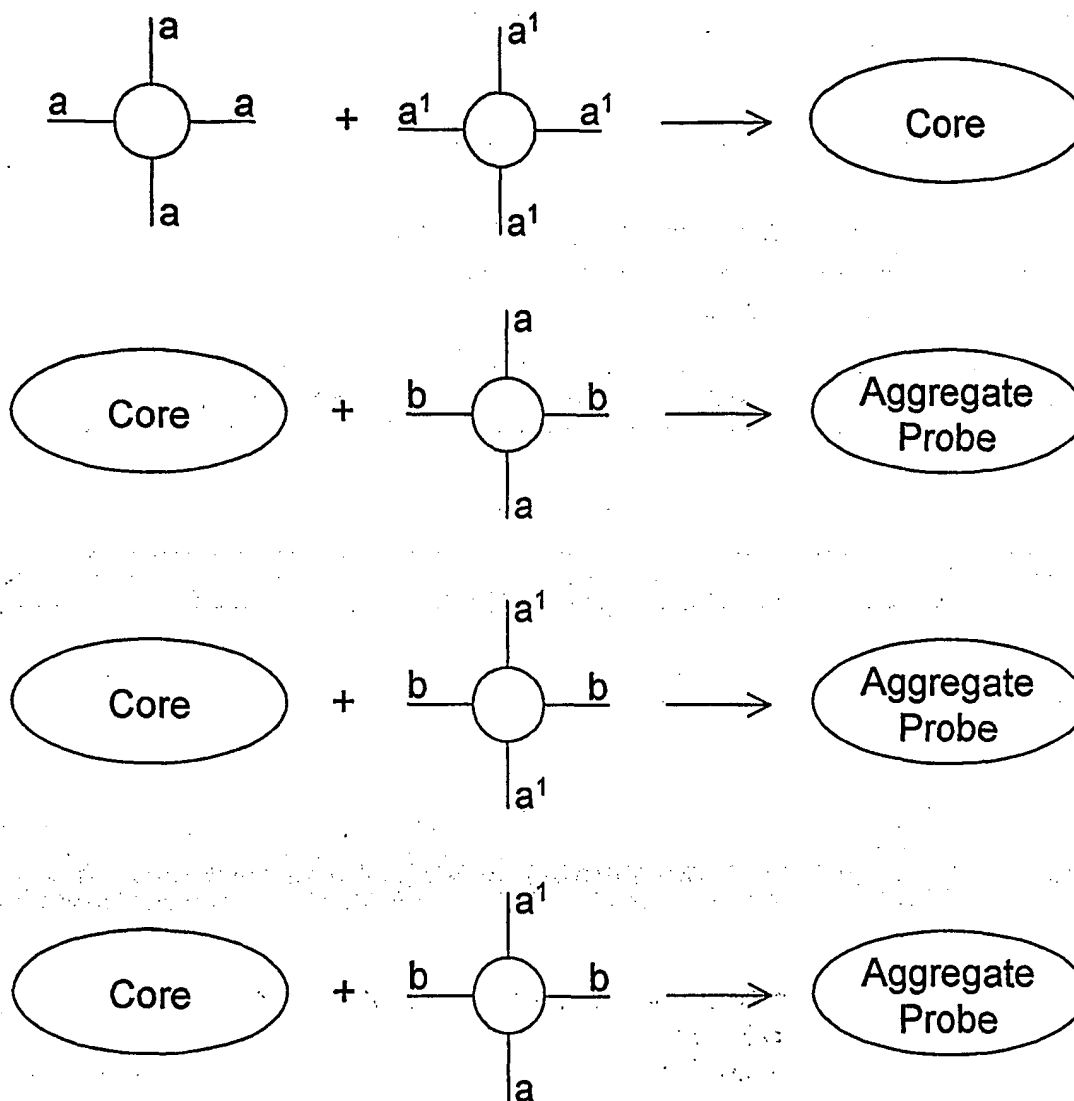 a
a a
a
+
a¹
a¹ a¹
a¹
Core
Core
+
a
b b
a
Aggregate
Probe
Core
+
a¹
b b
a¹
Aggregate
Probe
Core
+
a¹
b b
a
Aggregate
Probe